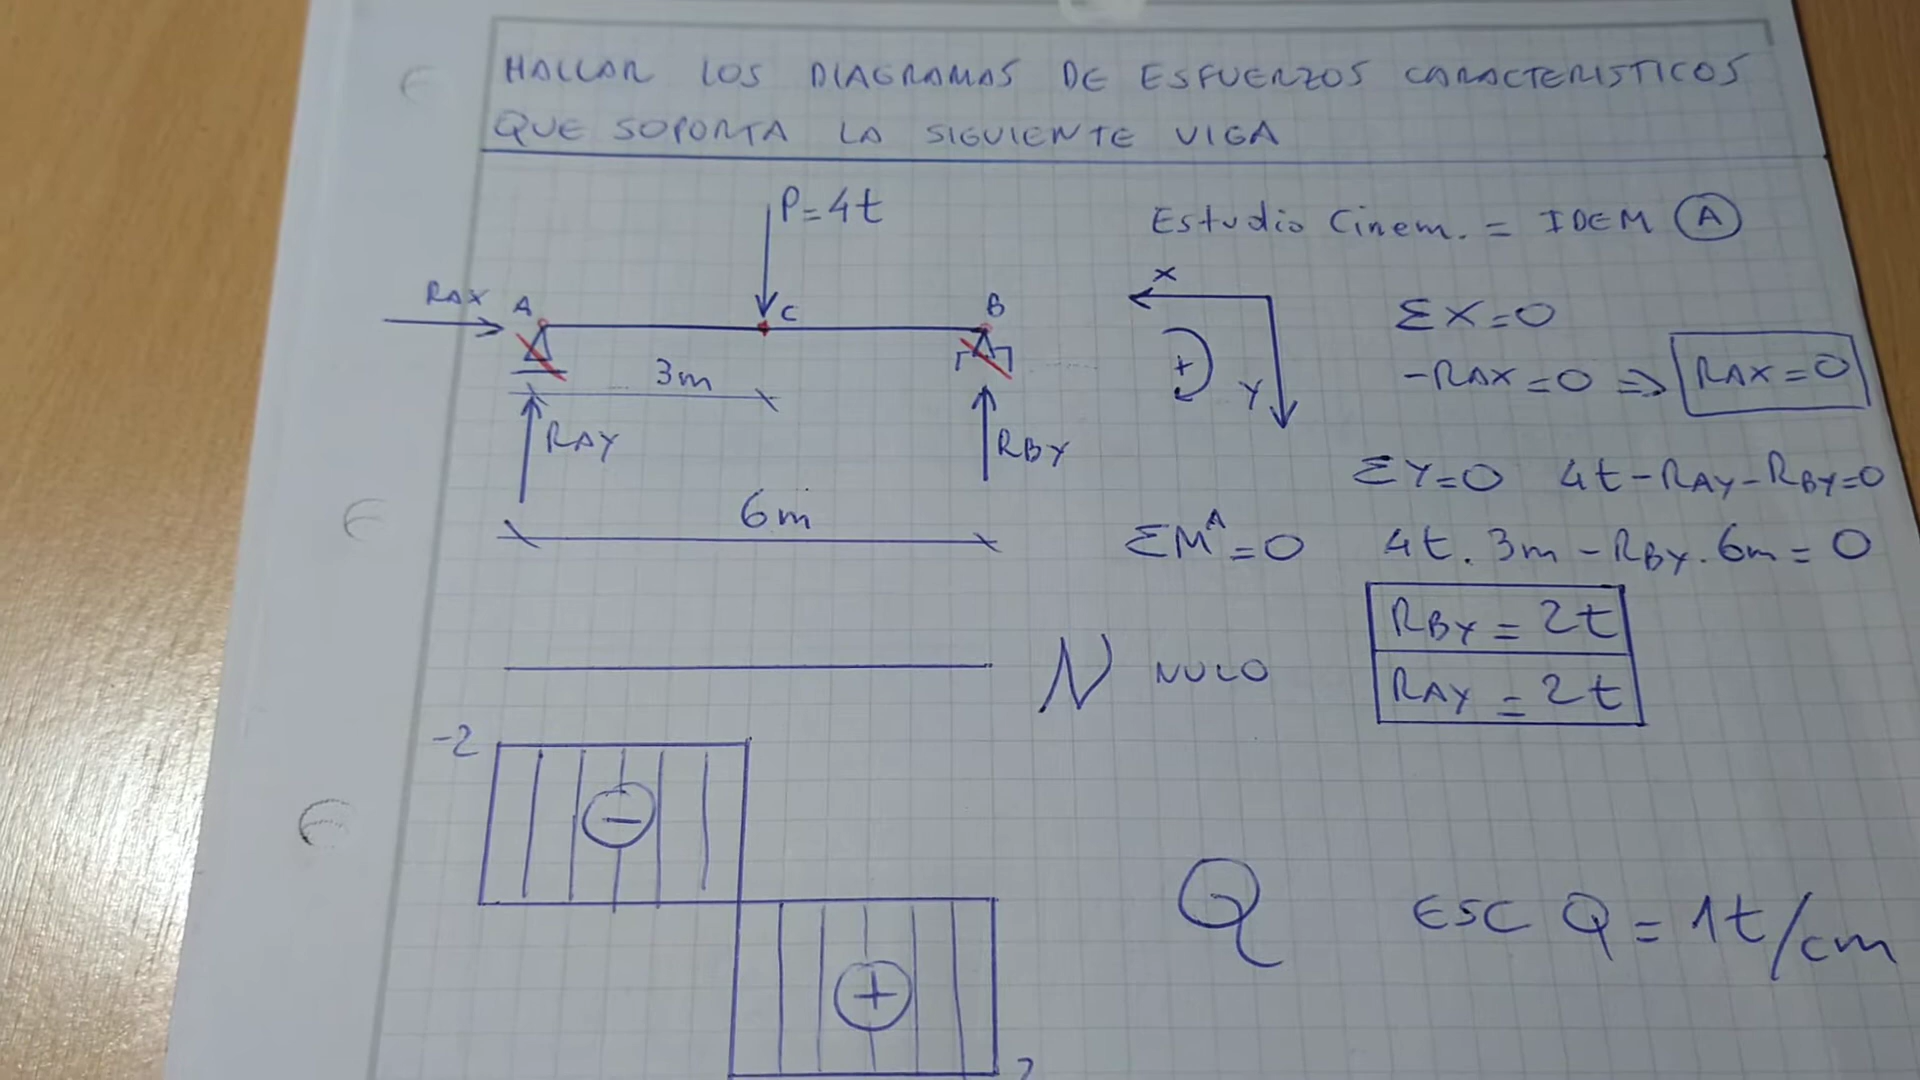 HALLAR LOS DIAGRAMAS DE ESFUERZOS CARACTERISTICOS
QUE SOPORTA LA SIGUIENTE VIGA
P=4t
Estudio Cinem. = IDEM A
RAX A C B
X
ΣX=0
3m
+
Y
-RAX=0 ⇒ RAX=0
RAY
RBY
ΣY=0 4t-RAY-RBY=0
6m
ΣM^A=0 4t.3m-RBY.6m=0
RBY=2t
N NULO
RAY=2t
-2
-
Q ESC Q=1t/cm
+